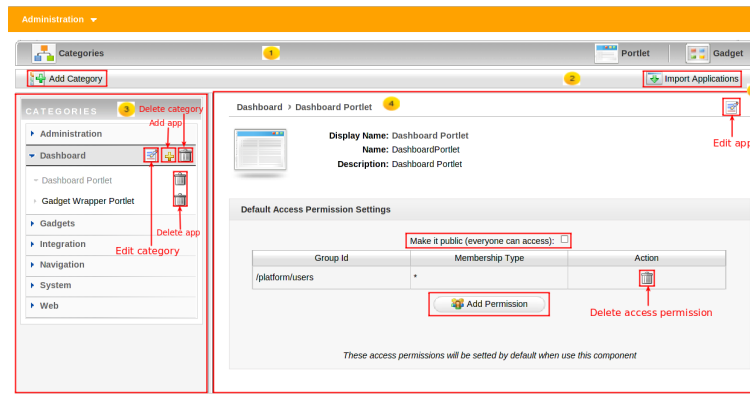 Administration
Categories 1 Portlet Gadget
Add Category 2 Import Applications
CATEGORIES 3 Delete category
Add app
Administration
Dashboard
Dashboard Portlet
Gadget Wrapper Portlet
Delete app
Gadgets
Integration
Edit category
Navigation
System
Web
Dashboard › Dashboard Portlet 4
Edit app
Display Name: Dashboard Portlet
Name: DashboardPortlet
Description: Dashboard Portlet
Default Access Permission Settings
Make it public (everyone can access):
Group Id Membership Type Action
/platform/users *
Add Permission
Delete access permission
These access permissions will be setted by default when use this component